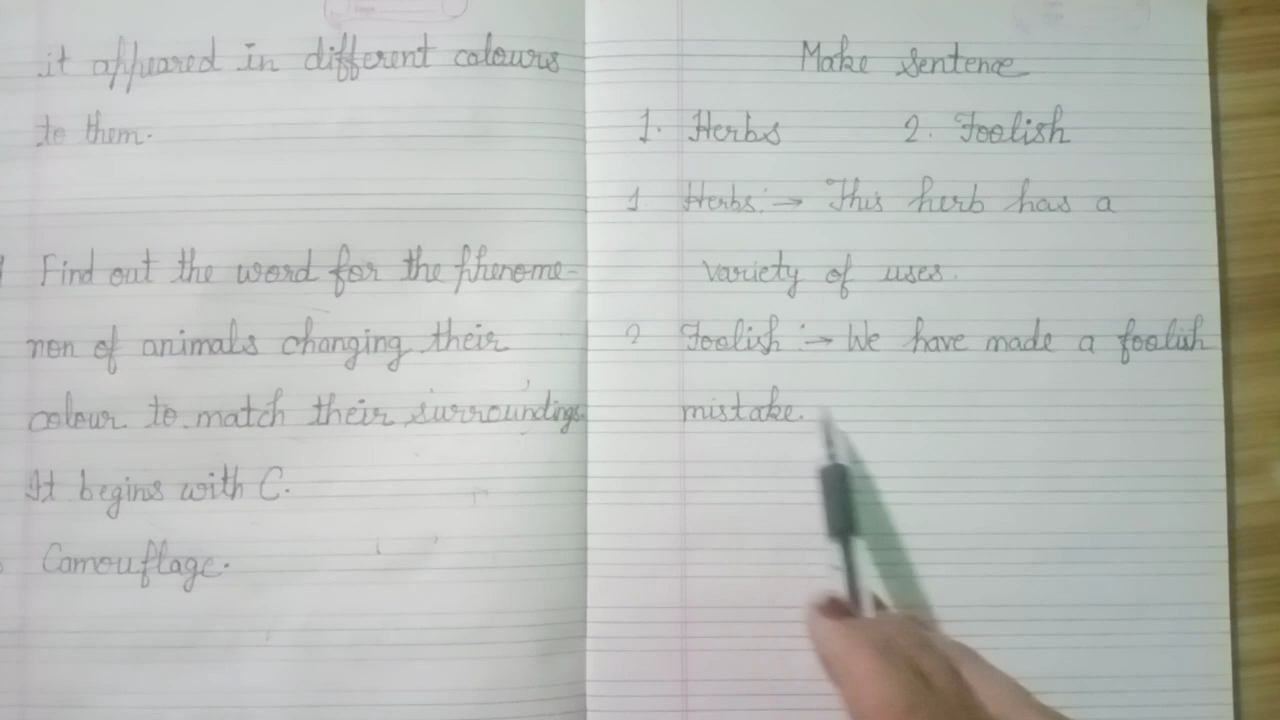 it appeared in different colours
to them.
Find out the word for the phenome-
non of animals changing their
colour to match their surroundings.
It begins with C.
Camouflage.
Make Sentence
1. Herbs 2. Foolish
1 Herbs:→ This herb has a
variety of uses.
2 Foolish:→ We have made a foolish
mistake.